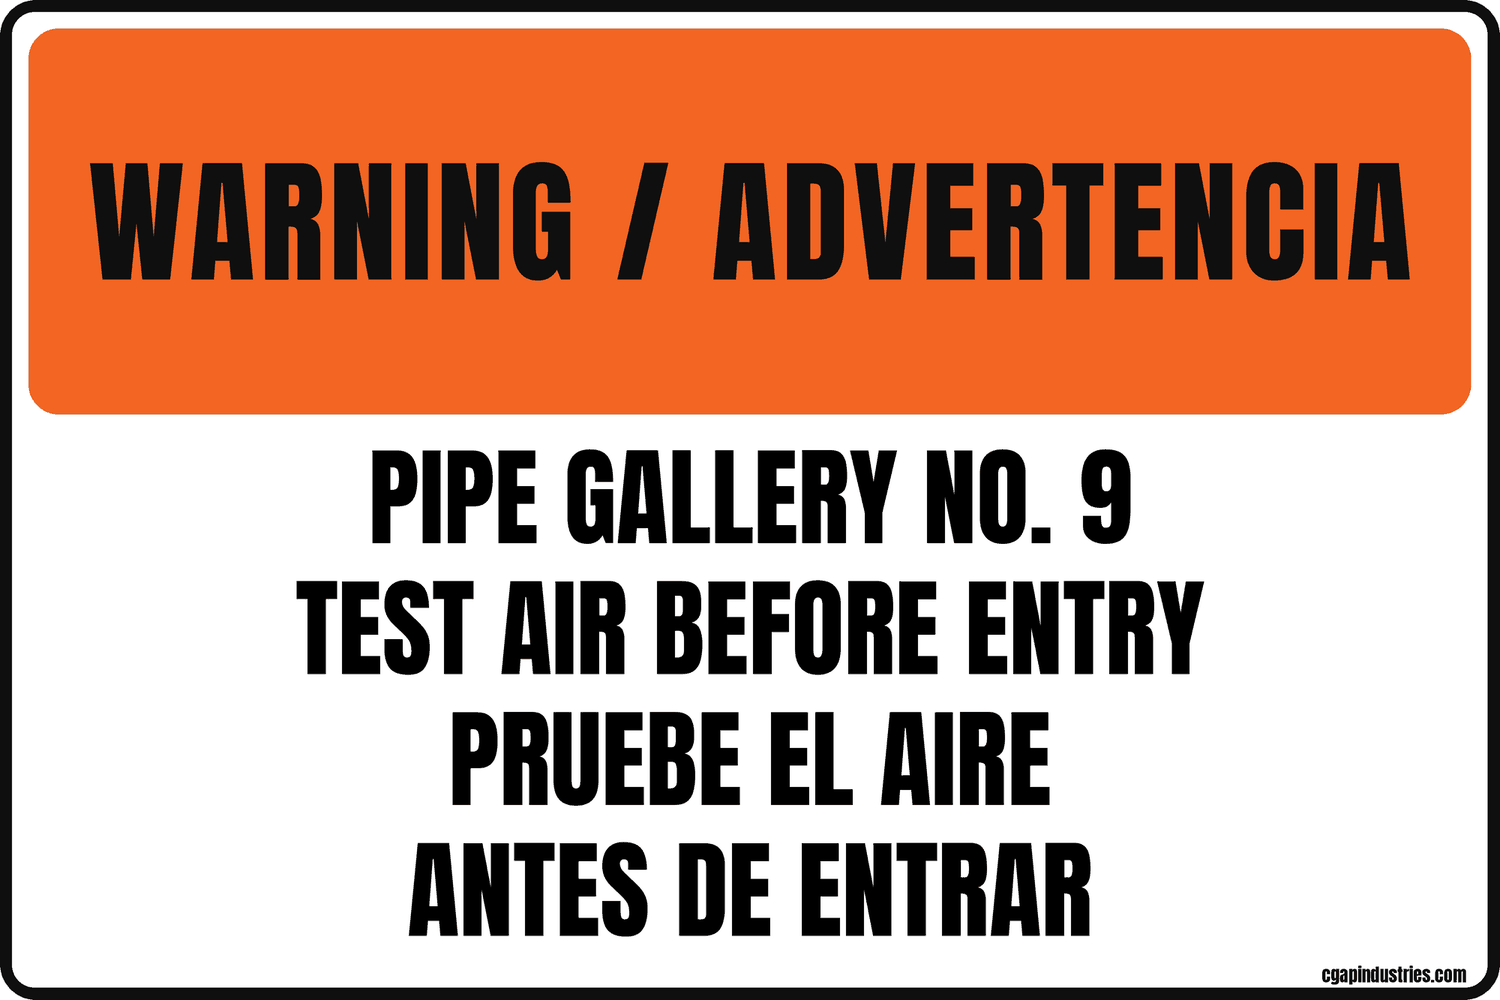 WARNING / ADVERTENCIA
PIPE GALLERY NO. 9
TEST AIR BEFORE ENTRY
PRUEBE EL AIRE
ANTES DE ENTRAR
cgapindustries.com